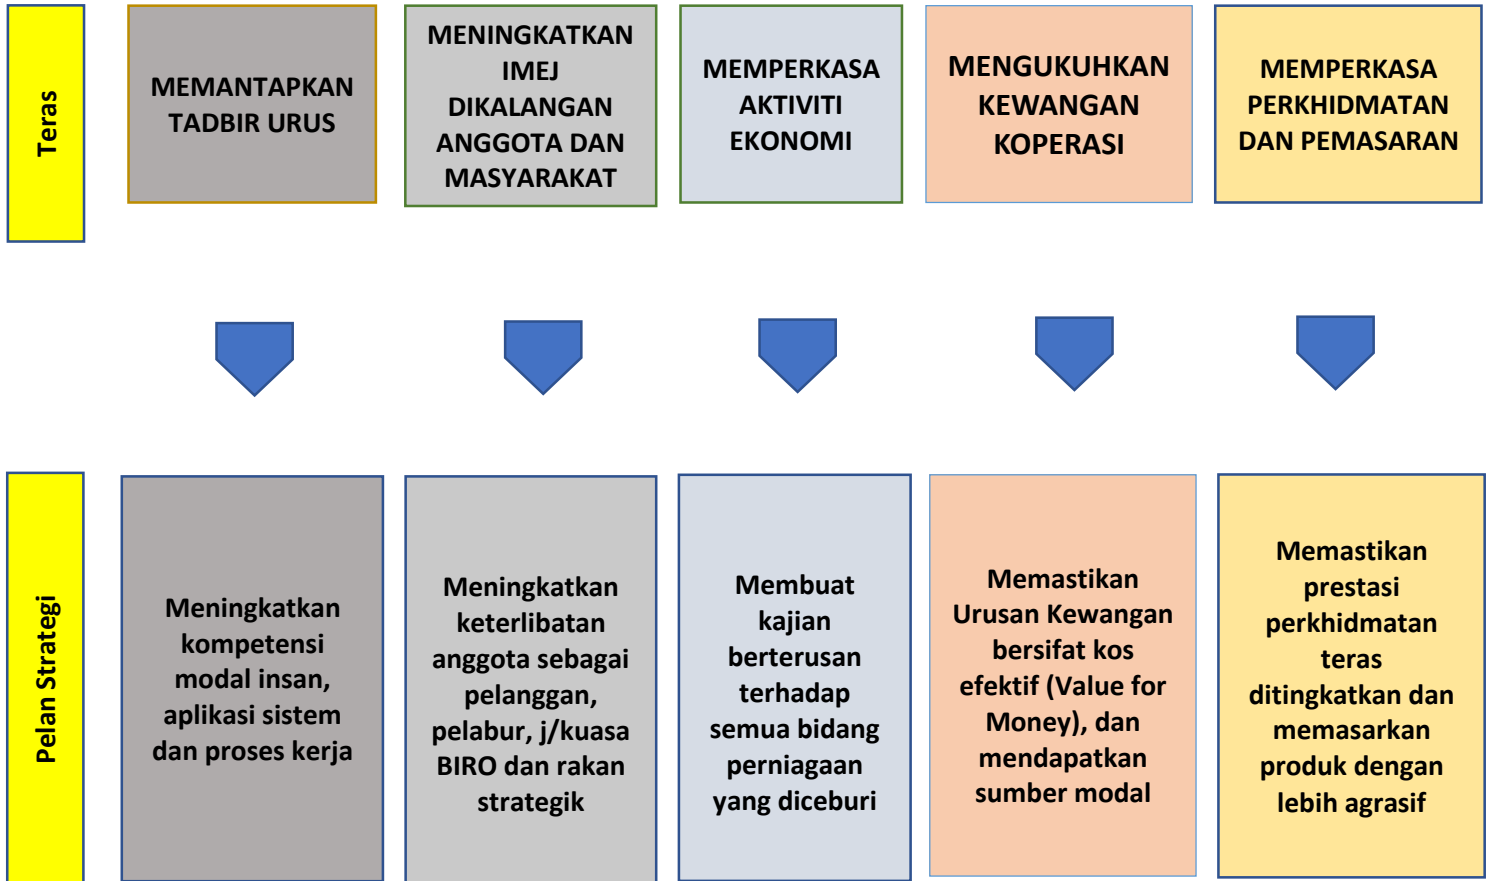 Teras
MEMANTAPKAN
TADBIR URUS
MENINGKATKAN
IMEJ
DIKALANGAN
ANGGOTA DAN
MASYARAKAT
MEMPERKASA
AKTIVITI
EKONOMI
MENGUKUHKAN
KEWANGAN
KOPERASI
MEMPERKASA
PERKHIDMATAN
DAN PEMASARAN
Pelan Strategi
Meningkatkan
kompetensi
modal insan,
aplikasi sistem
dan proses kerja
Meningkatkan
keterlibatan
anggota sebagai
pelanggan,
pelabur, j/kuasa
BIRO dan rakan
strategik
Membuat
kajian
berterusan
terhadap
semua bidang
perniagaan
yang diceburi
Memastikan
Urusan Kewangan
bersifat kos
efektif (Value for
Money), dan
mendapatkan
sumber modal
Memastikan
prestasi
perkhidmatan
teras
ditingkatkan dan
memasarkan
produk dengan
lebih agrasif